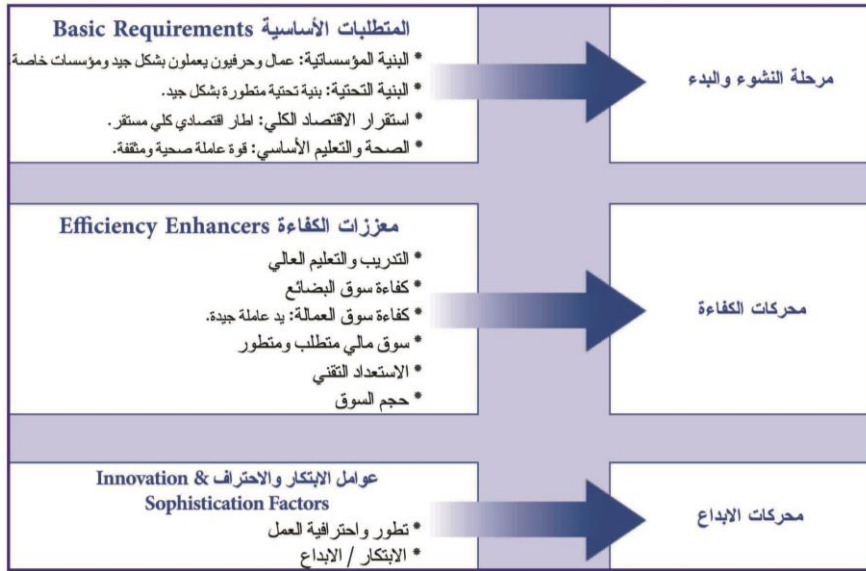 المتطلبات الأساسية Basic Requirements
* البنية المؤسساتية: عمال وحرفيون يعملون بشكل جيد ومؤسسات خاصة.
* البنية التحتية: بنية تحتية متطورة بشكل جيد.
* استقرار الاقتصاد الكلي: اطار اقتصادي كلي مستقر.
* الصحة والتعليم الأساسي: قوة عاملة صحية ومثقفة.
مرحلة النشوء والبدء
معززات الكفاءة Efficiency Enhancers
* التدريب والتعليم العالي
* كفاءة سوق البضائع
* كفاءة سوق العمالة: يد عاملة جيدة.
* سوق مالي متطلب ومتطور
* الاستعداد التقني
* حجم السوق
محركات الكفاءة
عوامل الابتكار والاحتراف Innovation &
Sophistication Factors
* تطور واحترافية العمل
* الابتكار / الابداع
محركات الابداع